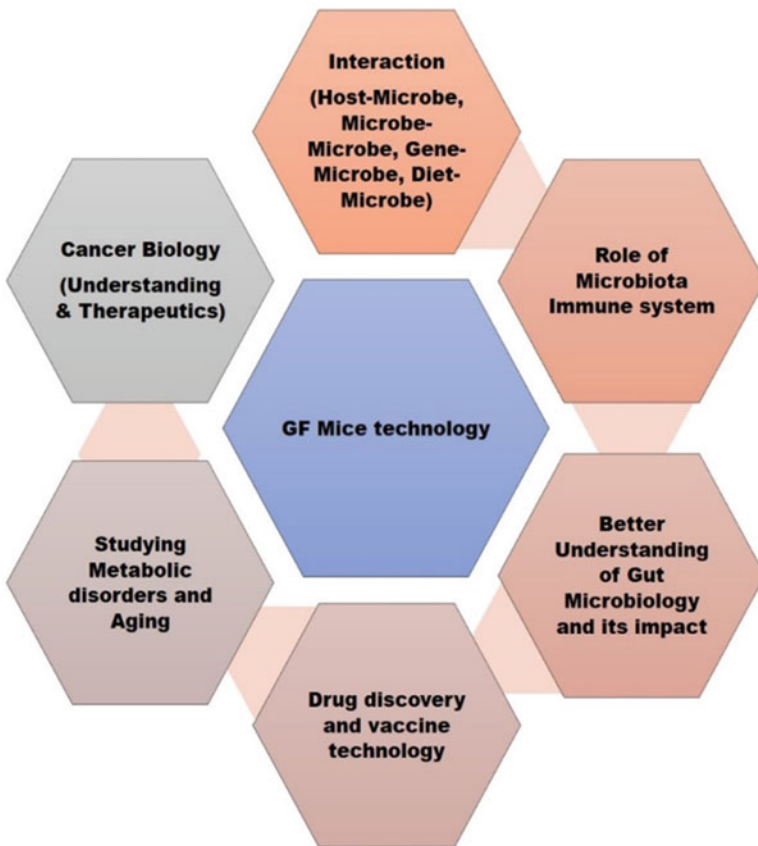 Interaction
(Host-Microbe,
Microbe-
Microbe, Gene-
Microbe, Diet-
Microbe)
Role of
Microbiota
Immune system
Better
Understanding
of Gut
Microbiology
and its impact
Drug discovery
and vaccine
technology
Studying
Metabolic
disorders and
Aging
Cancer Biology
(Understanding
& Therapeutics)
GF Mice technology